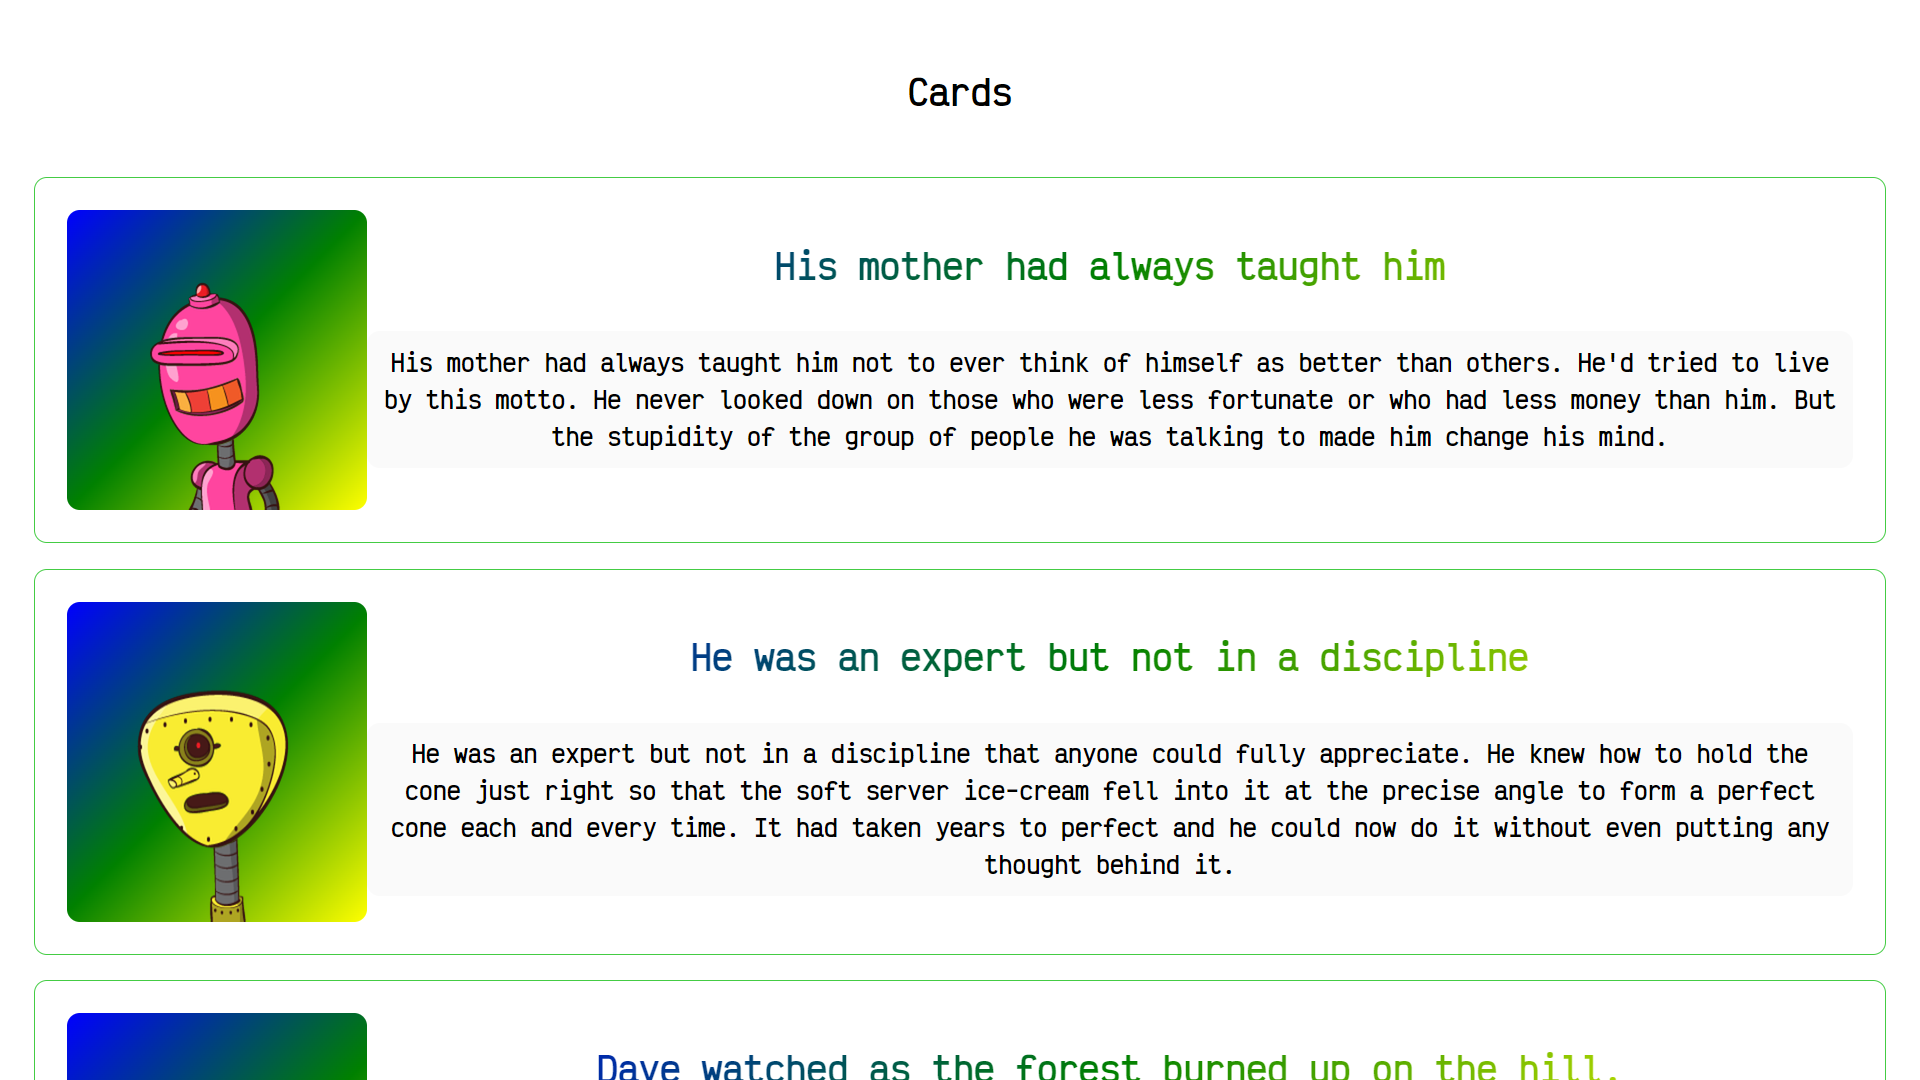 Cards
His mother had always taught him
His mother had always taught him not to ever think of himself as better than others. He'd tried to live
by this motto. He never looked down on those who were less fortunate or who had less money than him. But
the stupidity of the group of people he was talking to made him change his mind.
He was an expert but not in a discipline
He was an expert but not in a discipline that anyone could fully appreciate. He knew how to hold the
cone just right so that the soft server ice-cream fell into it at the precise angle to form a perfect
cone each and every time. It had taken years to perfect and he could now do it without even putting any
thought behind it.
Dave watched as the forest burned up on the hill.